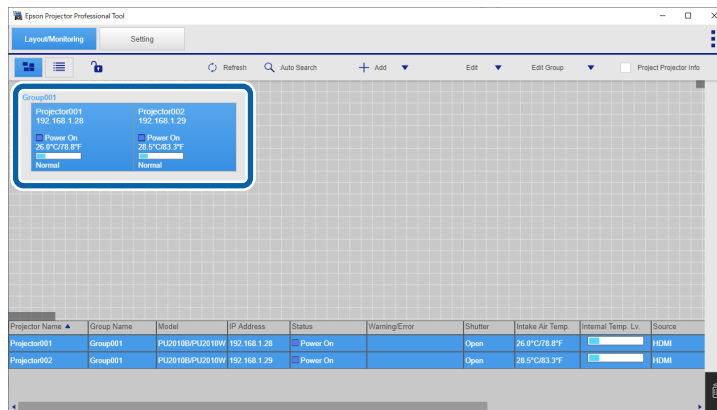 Epson Projector Professional Tool
Layout/Monitoring Setting
Refresh Auto Search Add Edit Edit Group Project Projector Info
Group001
Projector001 Projector002
192.168.1.28 192.168.1.29
Power On Power On
26.0°C/78.8°F 28.5°C/83.3°F
Normal Normal
Projector Name Group Name Model IP Address Status Warning/Error Shutter Intake Air Temp. Internal Temp. Lv. Source
Projector001 Group001 PU2010B/PU2010W 192.168.1.28 Power On Open 26.0°C/78.8°F HDMI
Projector002 Group001 PU2010B/PU2010W 192.168.1.29 Power On Open 28.5°C/83.3°F HDMI